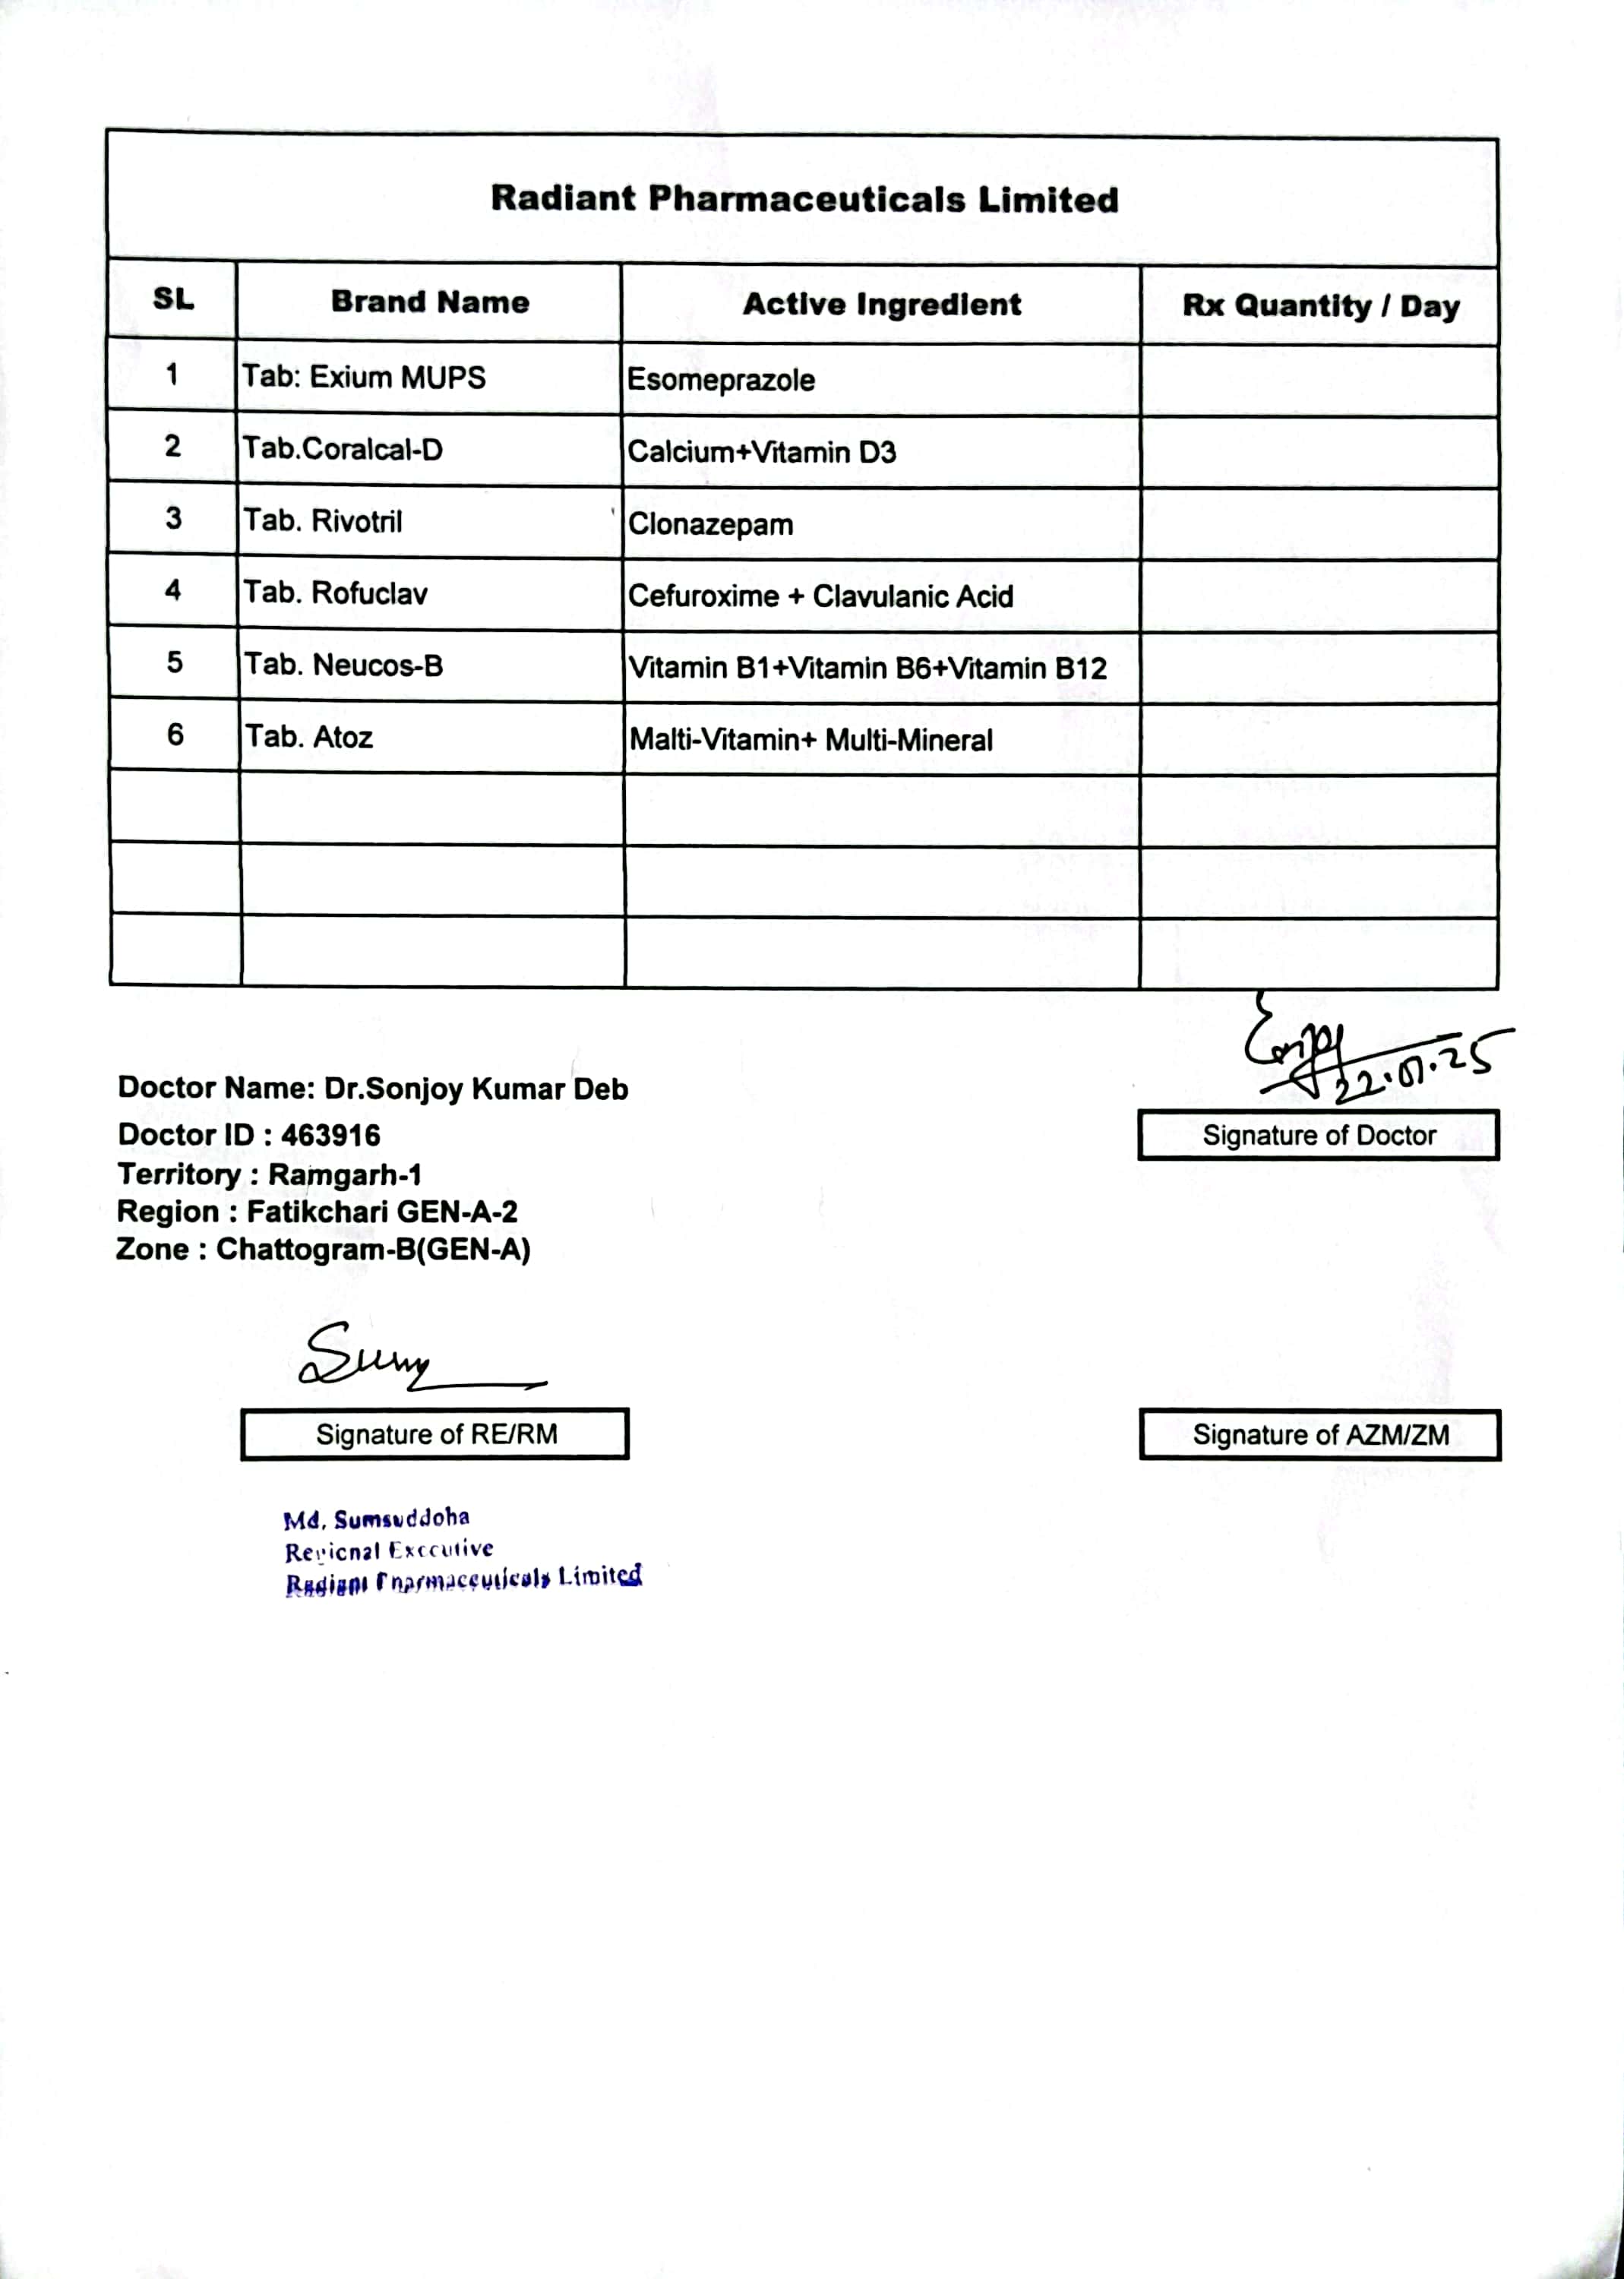 Radiant Pharmaceuticals Limited
SL Brand Name Active Ingredient Rx Quantity / Day
1 Tab: Exium MUPS Esomeprazole
2 Tab.Coralcal-D Calcium+Vitamin D3
3 Tab. Rivotril Clonazepam
4 Tab. Rofuclav Cefuroxime + Clavulanic Acid
5 Tab. Neucos-B Vitamin B1+Vitamin B6+Vitamin B12
6 Tab. Atoz Malti-Vitamin+ Multi-Mineral
Doctor Name: Dr.Sonjoy Kumar Deb
Signature of Doctor
Doctor ID : 463916
Territory : Ramgarh-1
Region : Fatikchari GEN-A-2
Zone : Chattogram-B(GEN-A)
Signature of RE/RM
Signature of AZM/ZM
Md. Sumsuddoha
Regional Executive
Radiant Pharmaceuticals Limited